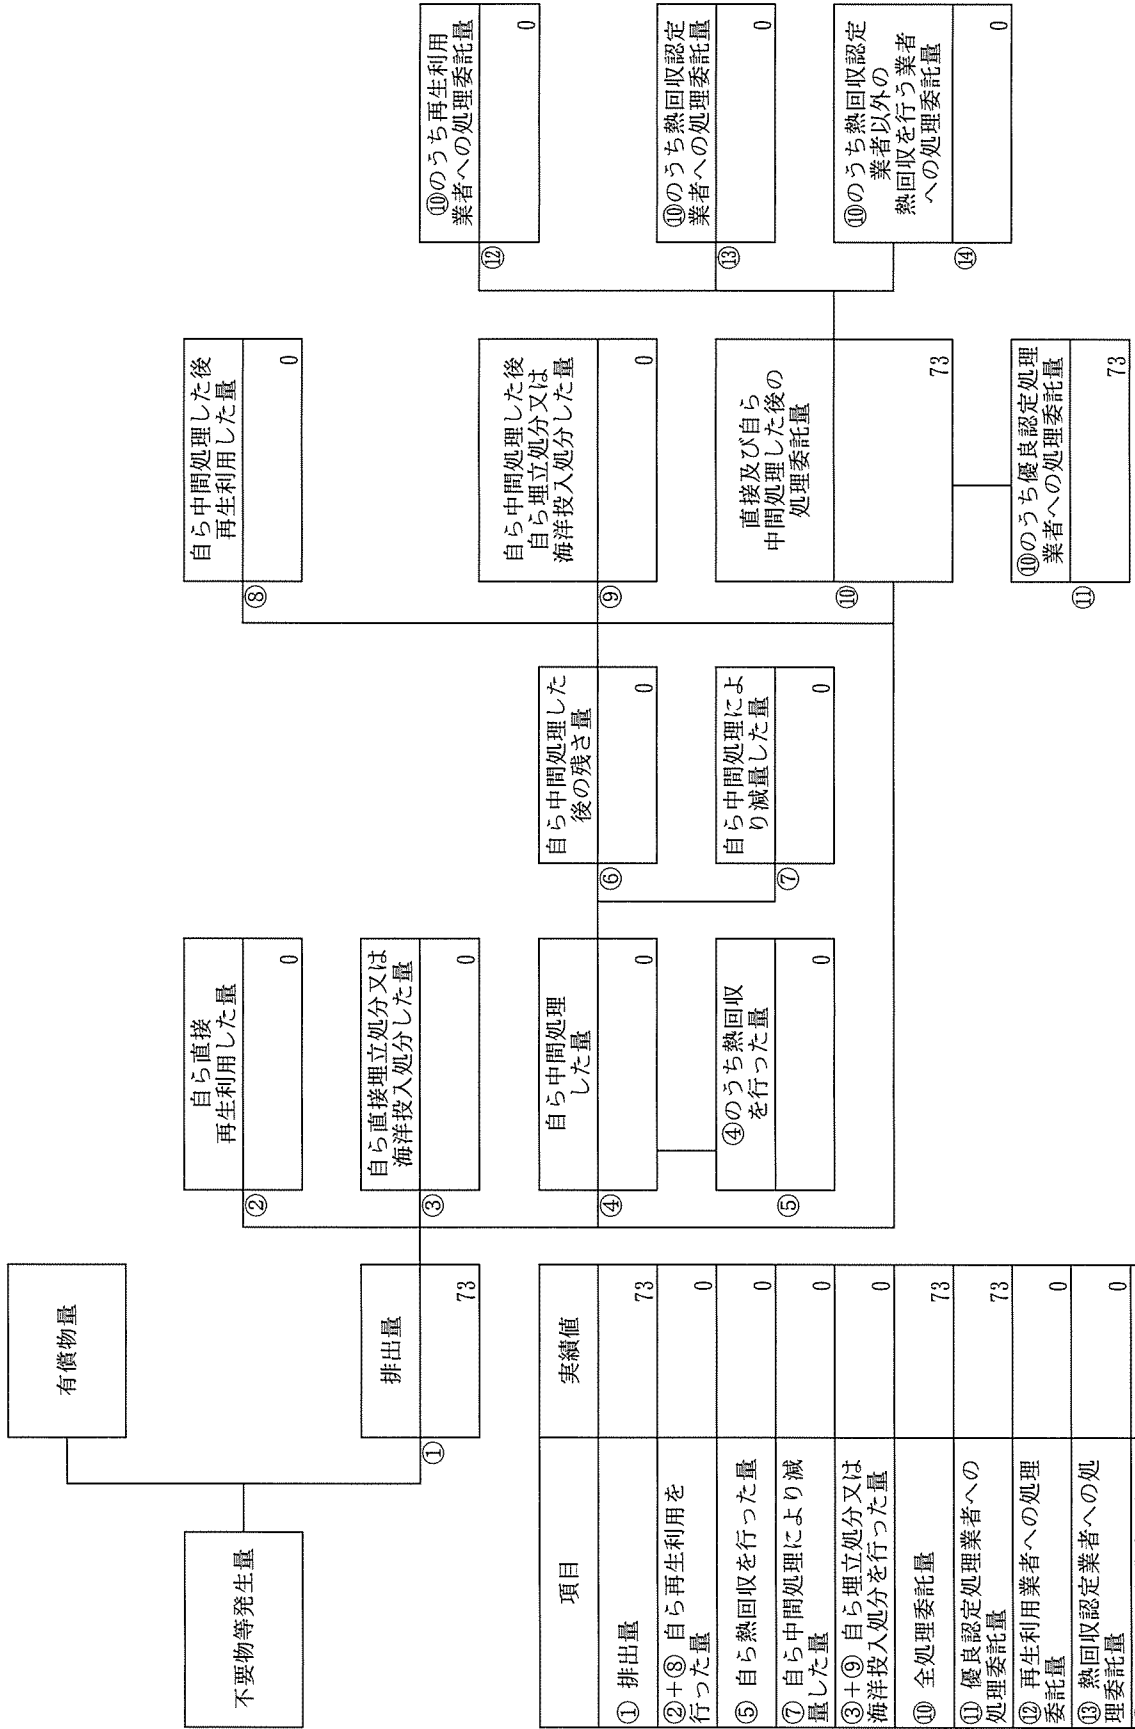 不要物等発生量
有償物量
排出量
①
73
自ら直接
再生利用した量
②
0
自ら直接埋立処分又は
海洋投入処分した量
③
0
自ら中間処理
した量
④
0
④のうち熱回収
を行った量
⑤
0
自ら中間処理した
後の残さ量
⑥
0
自ら中間処理によ
り減量した量
⑦
0
自ら中間処理した後
再生利用した量
⑧
0
自ら中間処理した後
自ら埋立処分又は
海洋投入処分した量
⑨
0
直接及び自ら
中間処理した後の
処理委託量
⑩
73
⑩のうち優良認定処理
業者への処理委託量
⑪
73
⑩のうち再生利用
業者への処理委託量
⑫
0
⑩のうち熱回収認定
業者への処理委託量
⑬
0
⑩のうち熱回収認定
業者以外の
熱回収を行う業者
への処理委託量
⑭
0
項目 実績値
① 排出量 73
②+⑧ 自ら再生利用を
行った量 0
⑤ 自ら熱回収を行った量 0
⑦ 自ら中間処理により減
量した量 0
③+⑨ 自ら埋立処分又は
海洋投入処分を行った量 0
⑩ 全処理委託量 73
⑪ 優良認定処理業者への
処理委託量 73
⑫ 再生利用業者への処理
委託量 0
⑬ 熱回収認定業者への処
理委託量 0